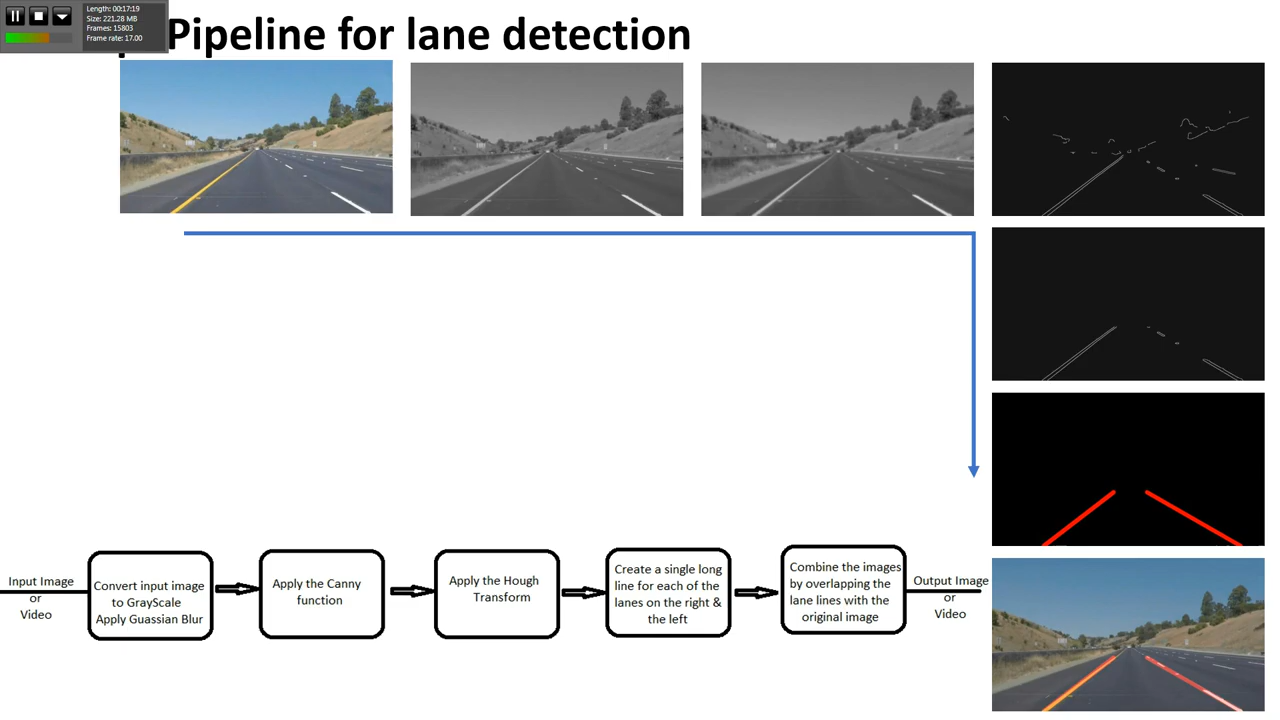 Length: 00:17:19
Size: 221.28 MB
Frames: 15803
Frame rate: 17.00
Pipeline for lane detection
Input Image
or
Video
Convert input image
to GrayScale
Apply Guassian Blur
Apply the Canny
function
Apply the Hough
Transform
Create a single long
line for each of the
lanes on the right &
the left
Combine the images
by overlapping the
lane lines with the
original image
Output Image
or
Video